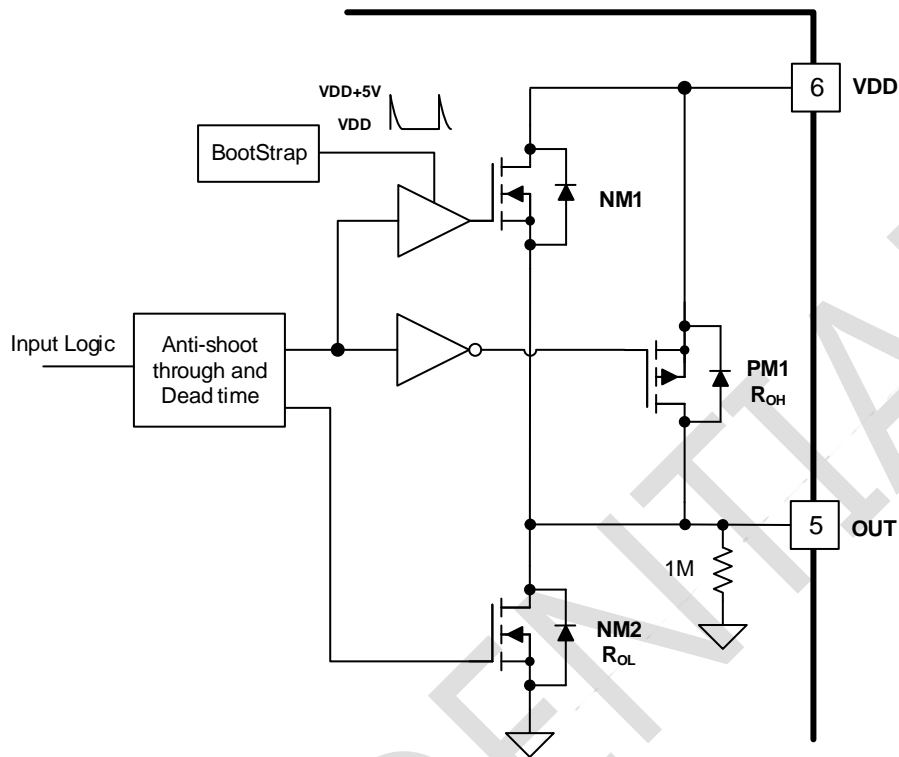 6
VDD
VDD+5V
VDD
BootStrap
NM1
Input Logic
Anti-shoot
through and
Dead time
PM1
ROH
5
OUT
1M
NM2
ROL